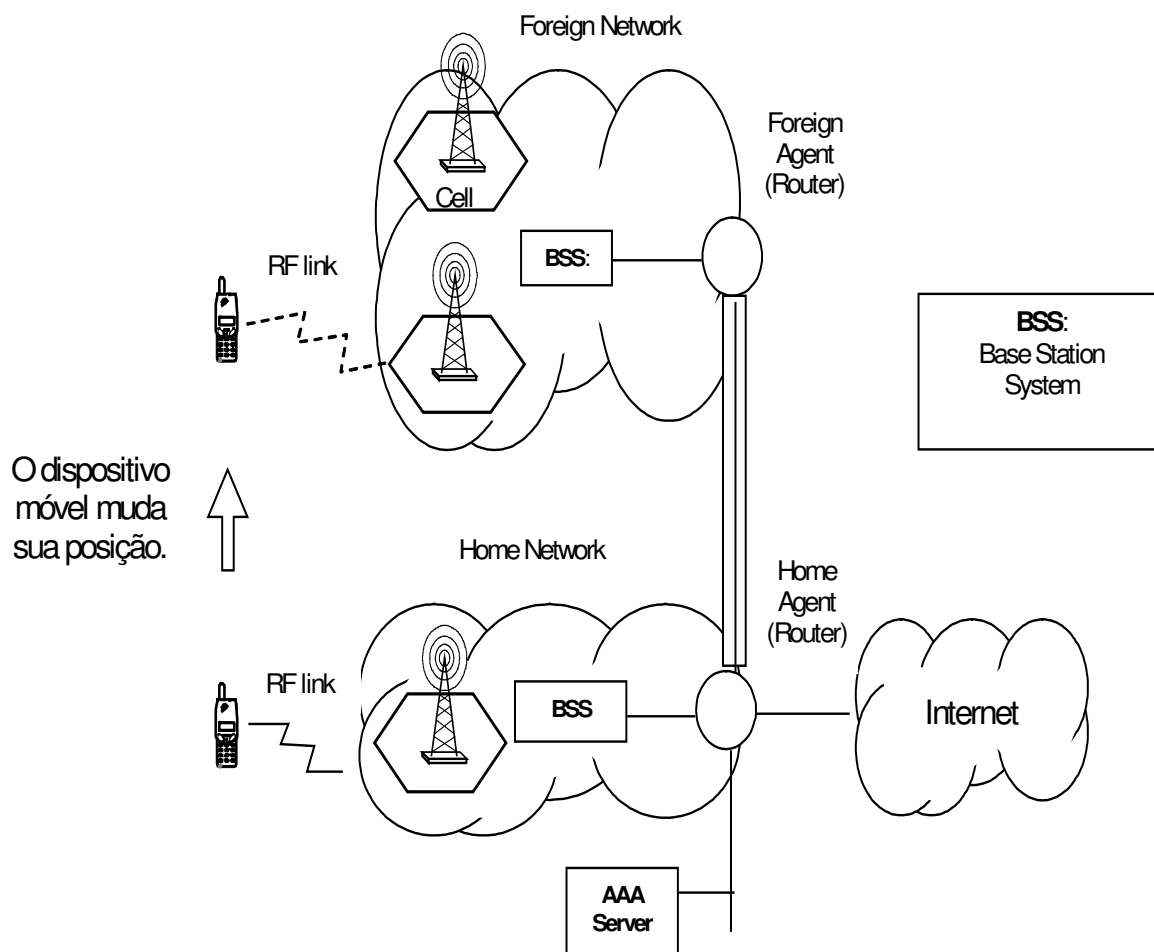 Foreign Network
Foreign
Agent
(Router)
Cell
BSS:
RF link
BSS:
Base Station
System
O dispositivo
móvel muda
sua posição.
Home Network
Home
Agent
(Router)
RF link
BSS
Internet
AAA
Server